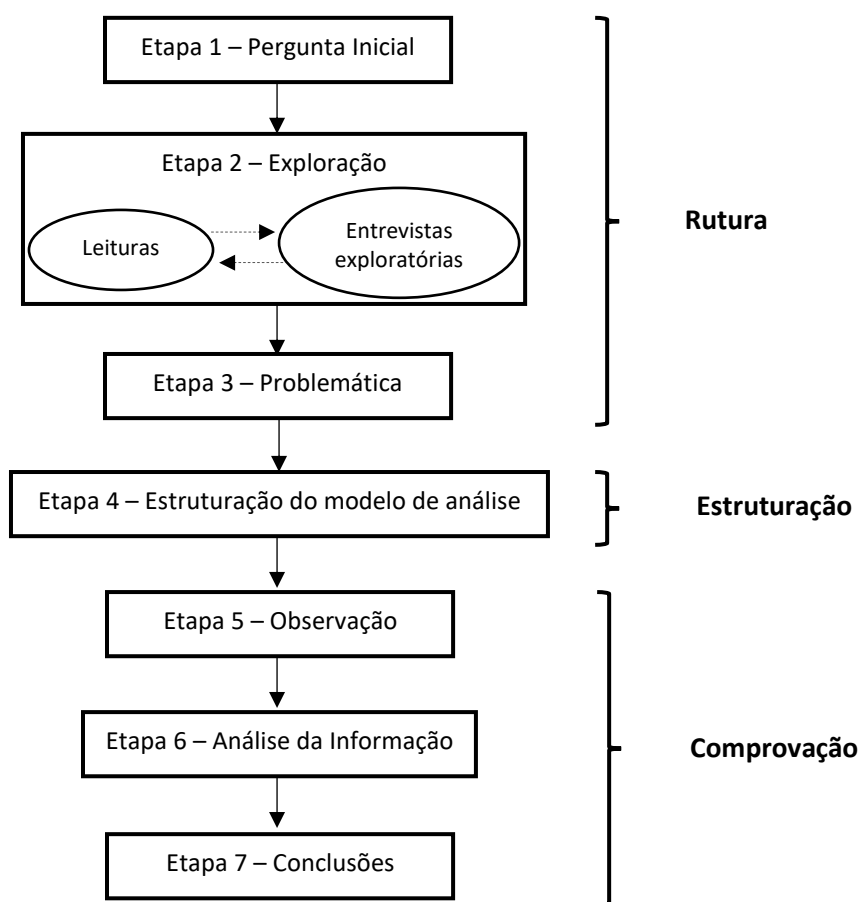 Etapa 1 – Pergunta Inicial
Etapa 2 – Exploração
Leituras
Entrevistas
exploratórias
Rutura
Etapa 3 – Problemática
Etapa 4 – Estruturação do modelo de análise
Estruturação
Etapa 5 – Observação
Etapa 6 – Análise da Informação
Comprovação
Etapa 7 – Conclusões